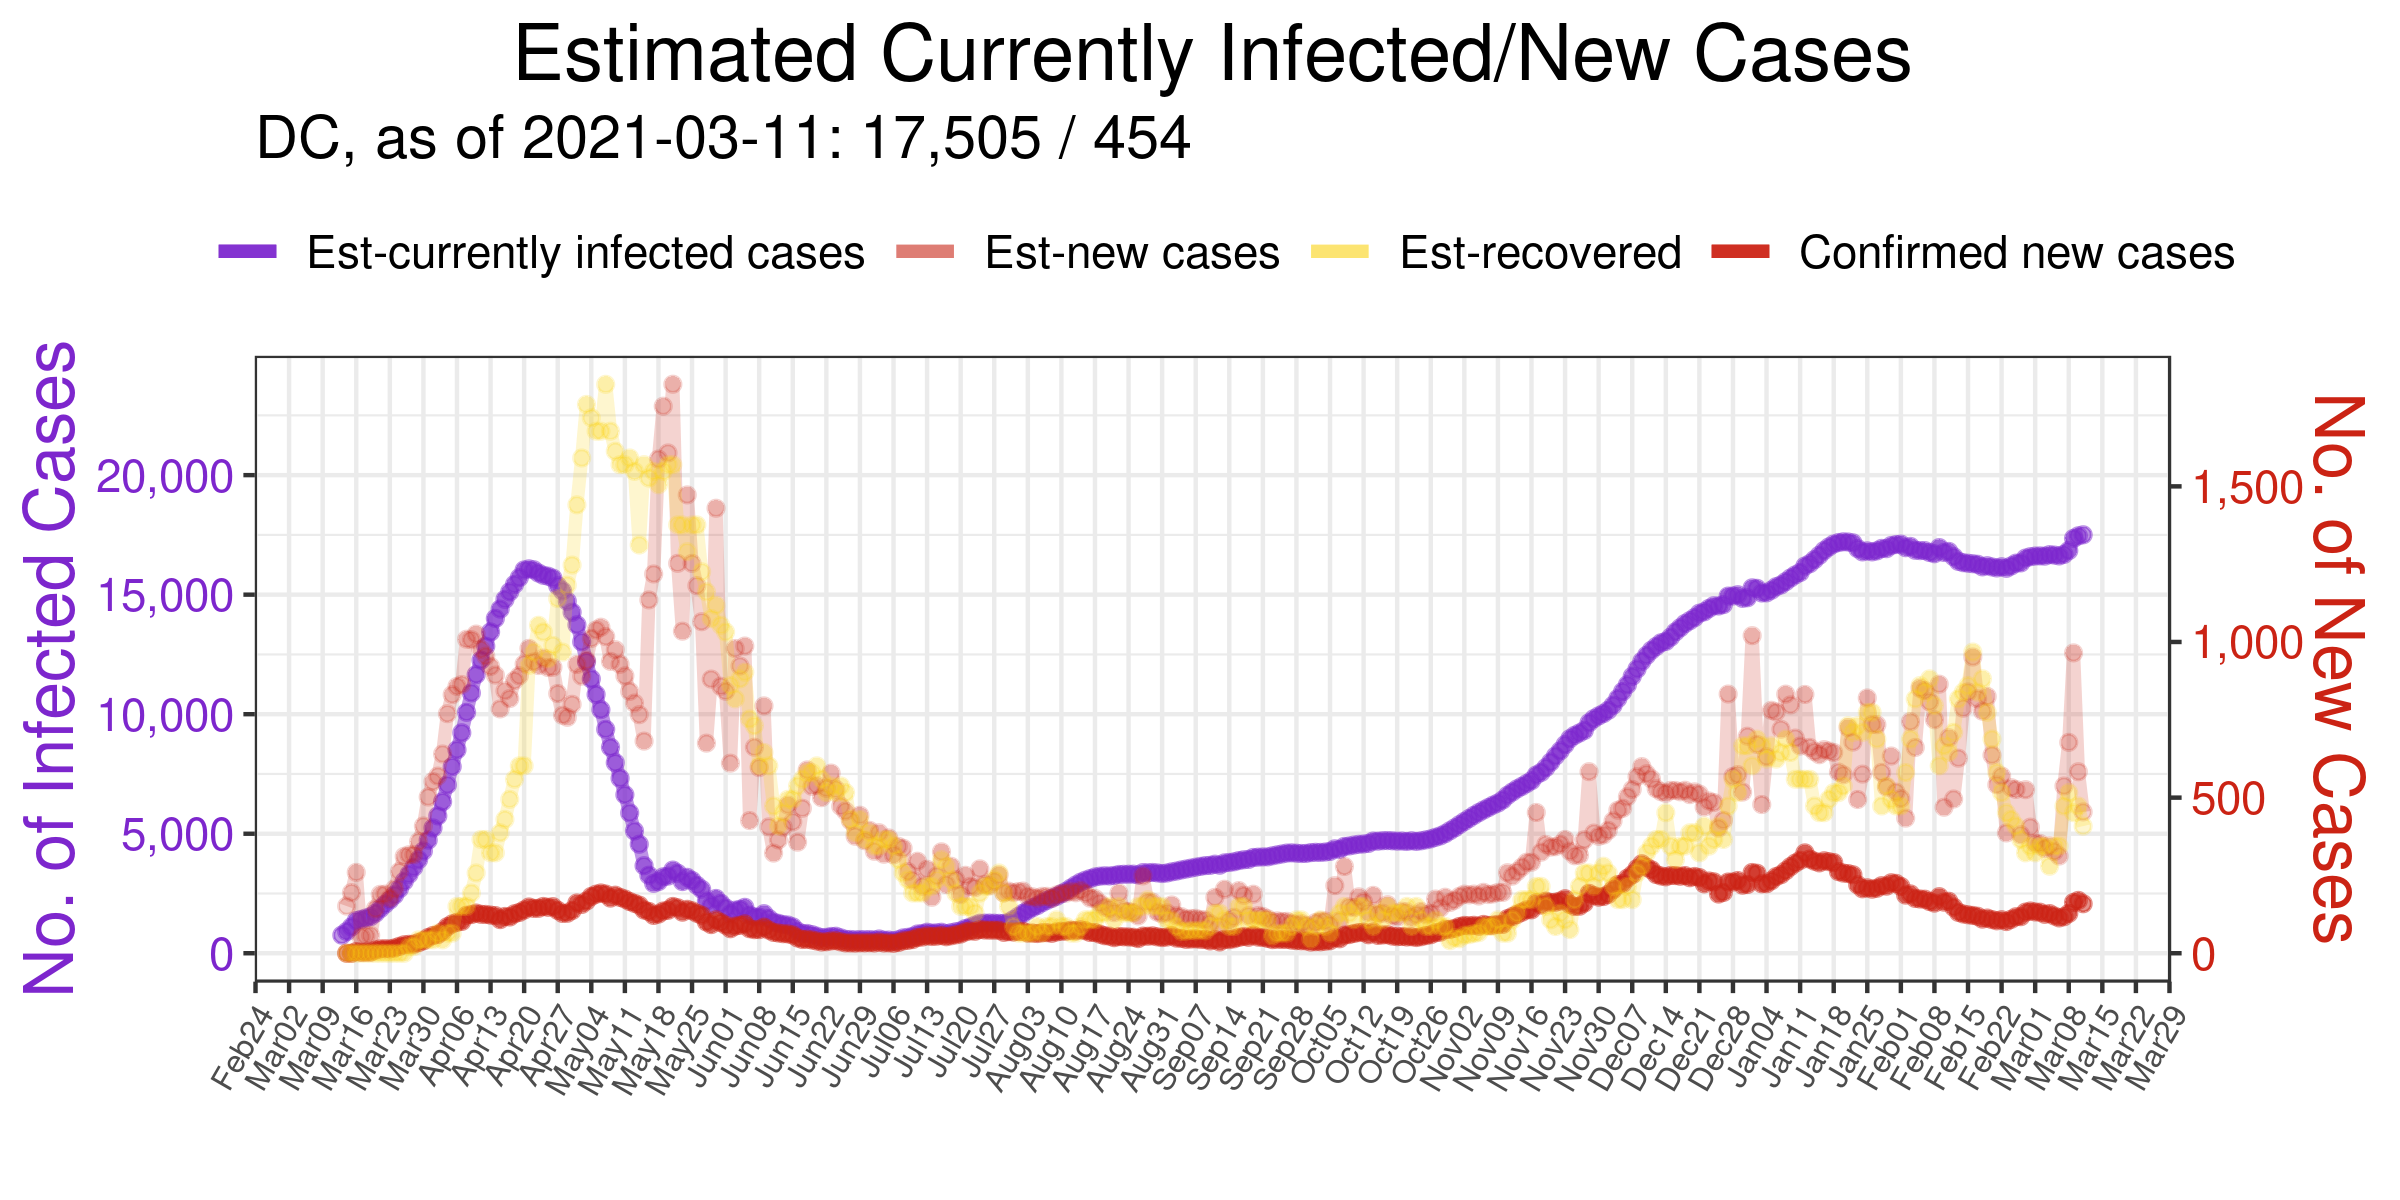 Estimated Currently Infected/New Cases
DC, as of 2021-03-11: 17,505 / 454
Est-currently infected cases
Est-new cases
Est-recovered
Confirmed new cases
No. of Infected Cases
20,000
15,000
10,000
5,000
0
No. of New Cases
1,500
1,000
500
0
Feb24
Mar02
Mar09
Mar16
Mar23
Mar30
Apr06
Apr13
Apr20
Apr27
May04
May11
May18
May25
Jun01
Jun08
Jun15
Jun22
Jun29
Jul06
Jul13
Jul20
Jul27
Aug03
Aug10
Aug17
Aug24
Aug31
Sep07
Sep14
Sep21
Sep28
Oct05
Oct12
Oct19
Oct26
Nov02
Nov09
Nov16
Nov23
Nov30
Dec07
Dec14
Dec21
Dec28
Jan04
Jan11
Jan18
Jan25
Feb01
Feb08
Feb15
Feb22
Mar01
Mar08
Mar15
Mar22
Mar29